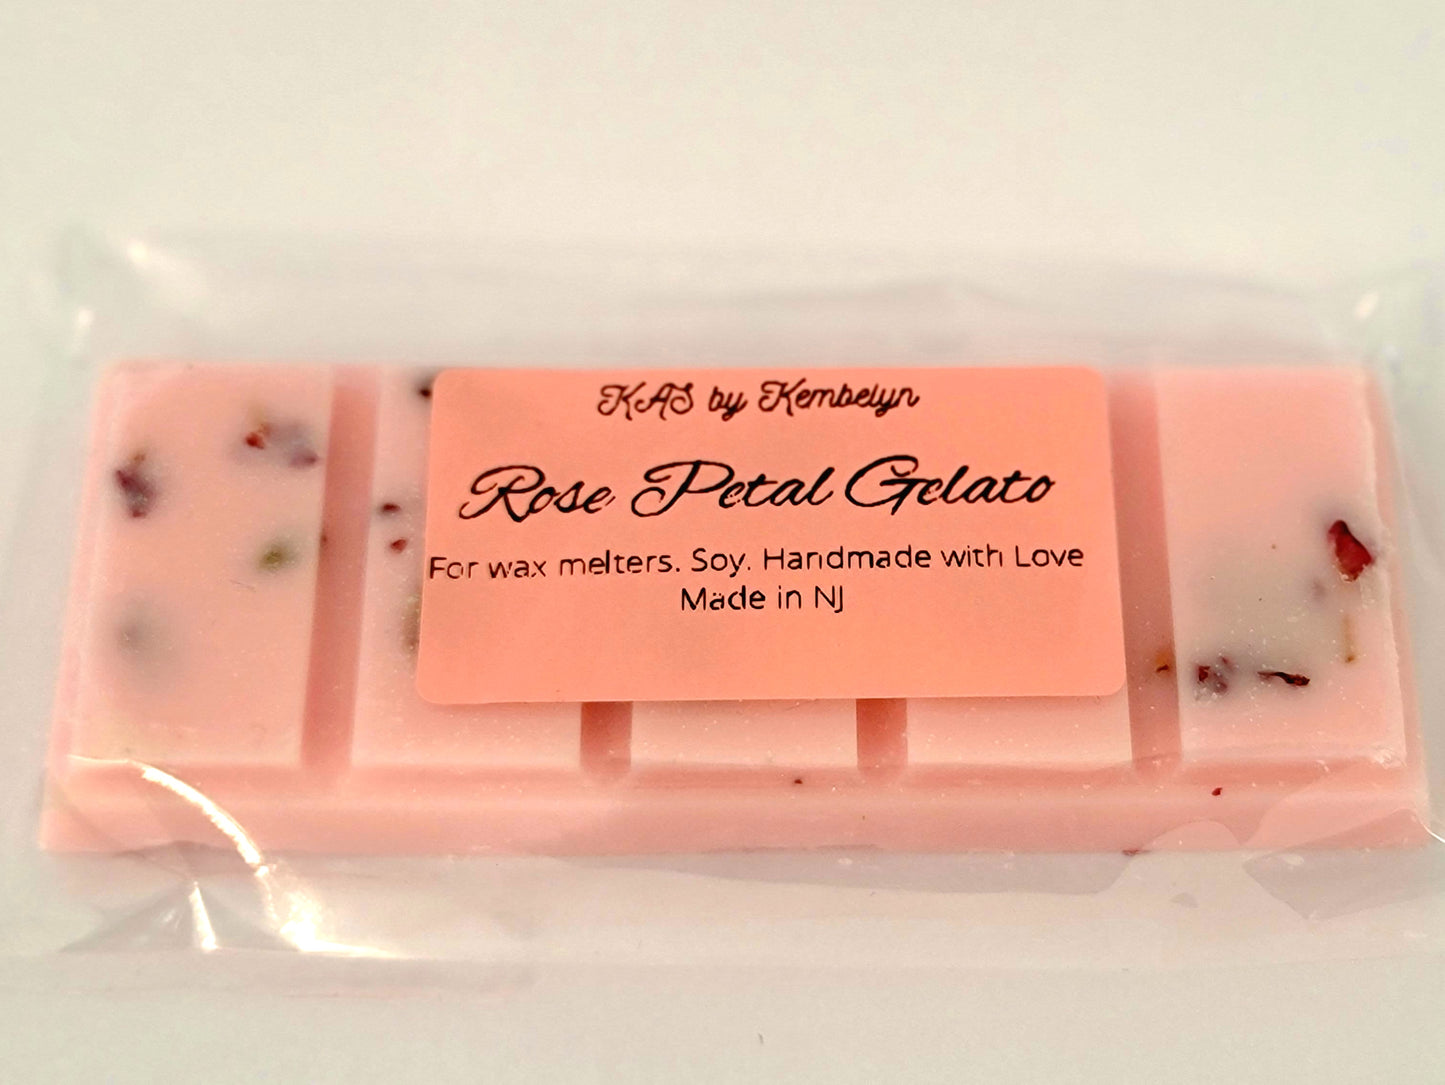 KAS by Kembelyn
Rose Petal Gelato
For wax melters. Soy. Handmade with Love
Made in NJ